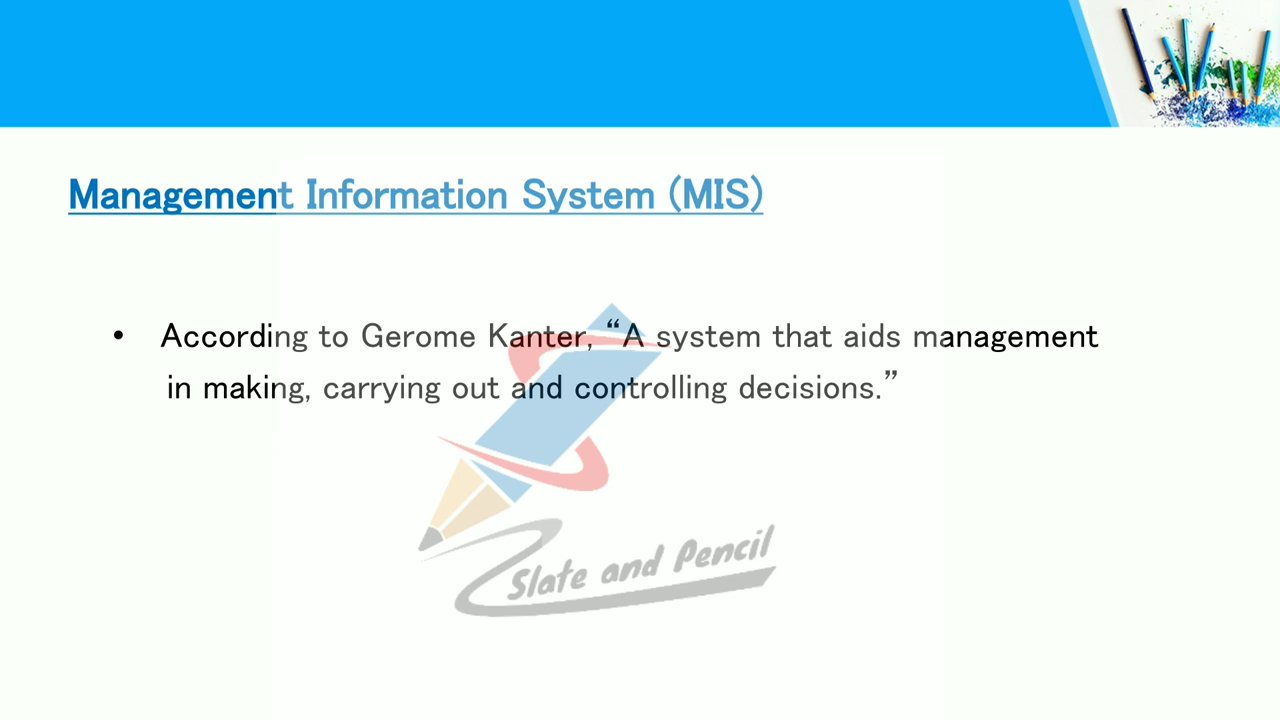 Management Information System (MIS)
• According to Gerome Kanter, “A system that aids management
in making, carrying out and controlling decisions.”
Slate and Pencil